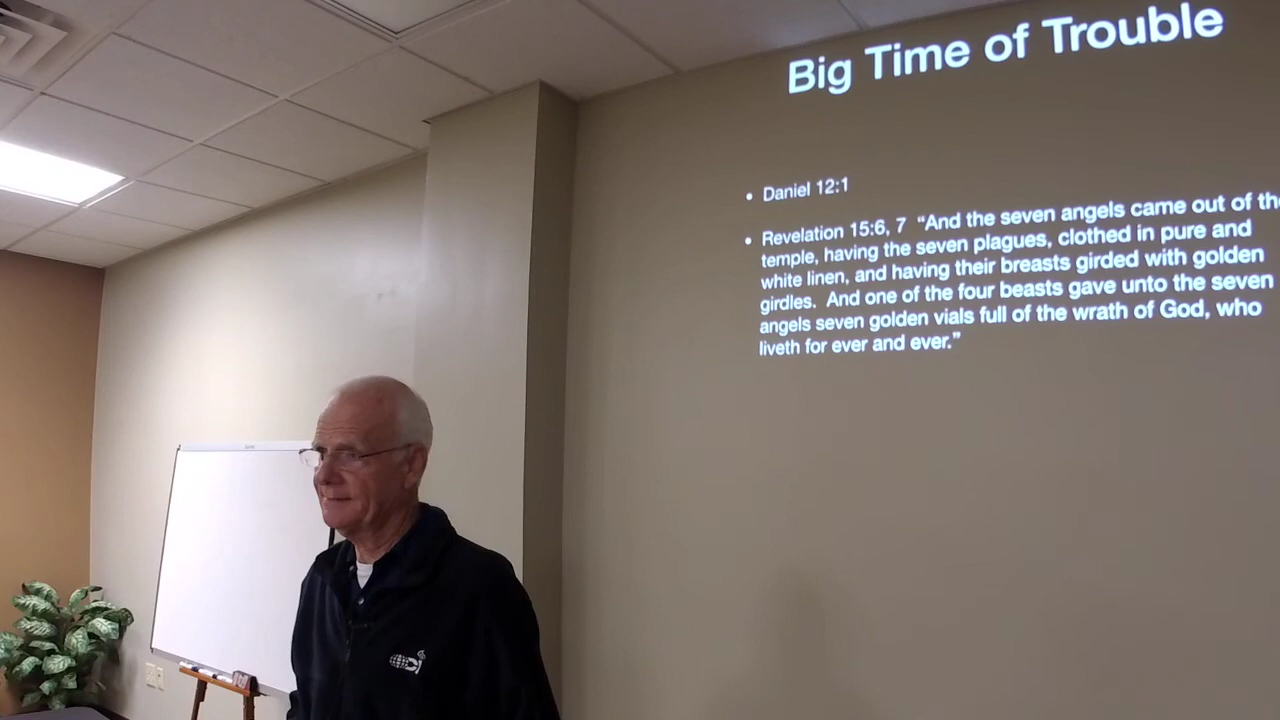 Big Time of Trouble
• Daniel 12:1
• Revelation 15:6, 7 “And the seven angels came out of the
temple, having the seven plagues, clothed in pure and
white linen, and having their breasts girded with golden
girdles. And one of the four beasts gave unto the seven
angels seven golden vials full of the wrath of God, who
liveth for ever and ever.”